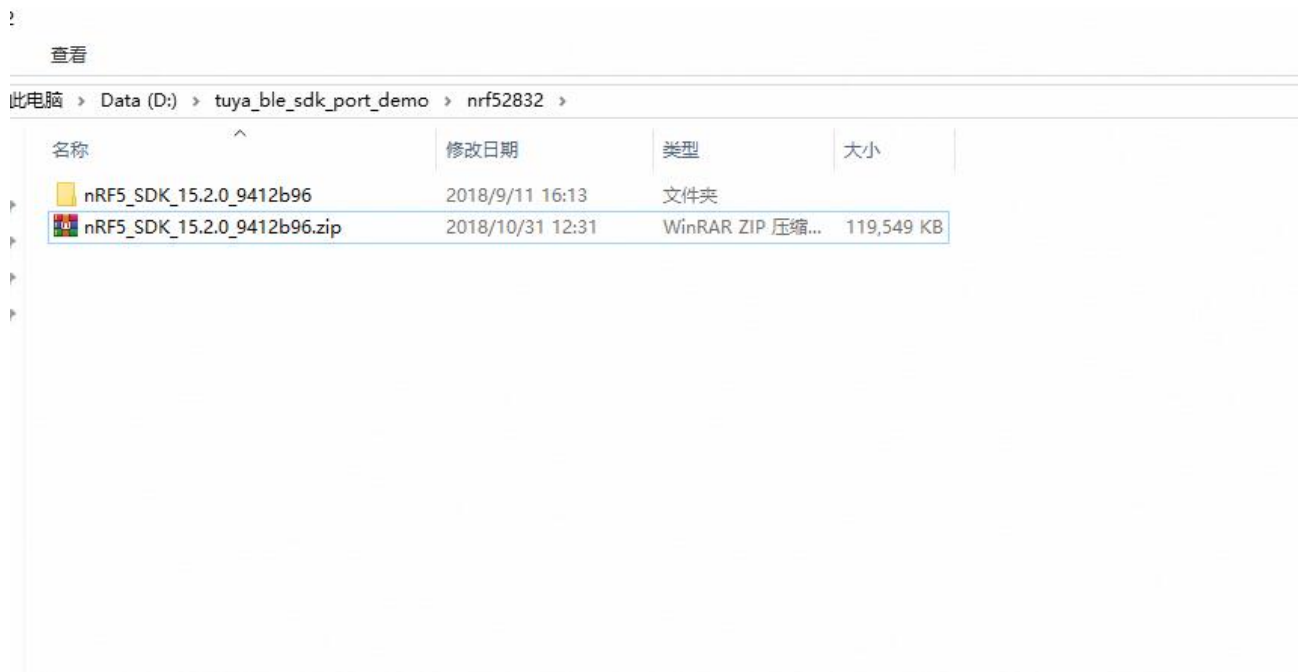 查看
此电脑 › Data (D:) › tuya_ble_sdk_port_demo › nrf52832 ›
名称 修改日期 类型 大小
nRF5_SDK_15.2.0_9412b96 2018/9/11 16:13 文件夹
nRF5_SDK_15.2.0_9412b96.zip 2018/10/31 12:31 WinRAR ZIP 压缩... 119,549 KB